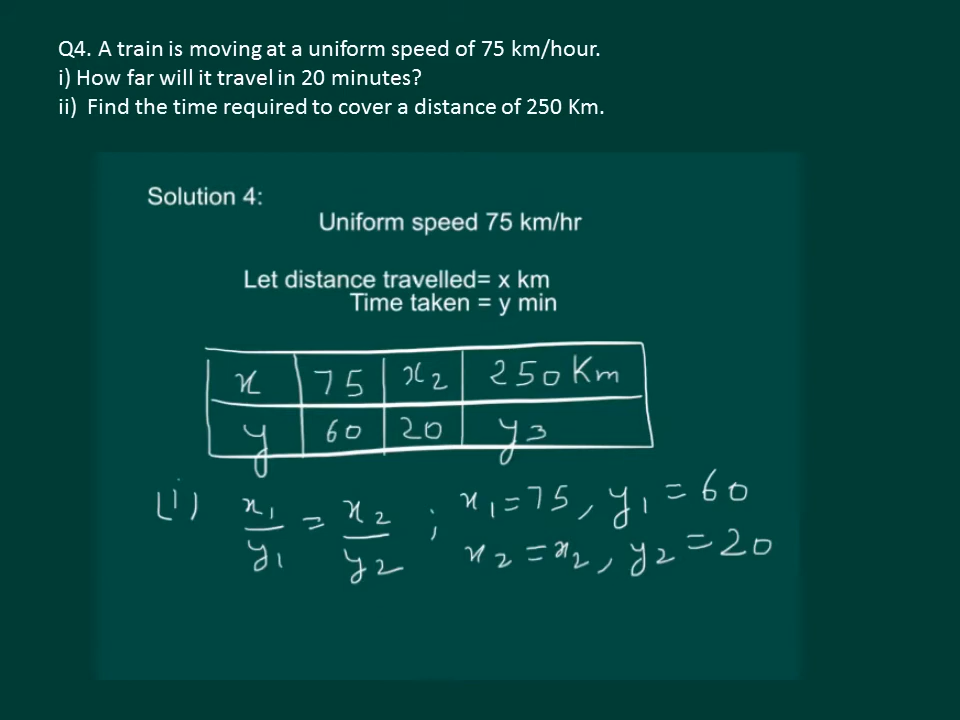 Q4. A train is moving at a uniform speed of 75 km/hour.
i) How far will it travel in 20 minutes?
ii) Find the time required to cover a distance of 250 Km.
Solution 4:
Uniform speed 75 km/hr
Let distance travelled= x km
Time taken = y min
x 75 x₂ 250 Km
y 60 20 y₃
(i) x₁/y₁ = x₂/y₂ ; x₁=75, y₁=60
x₂=x₂, y₂=20